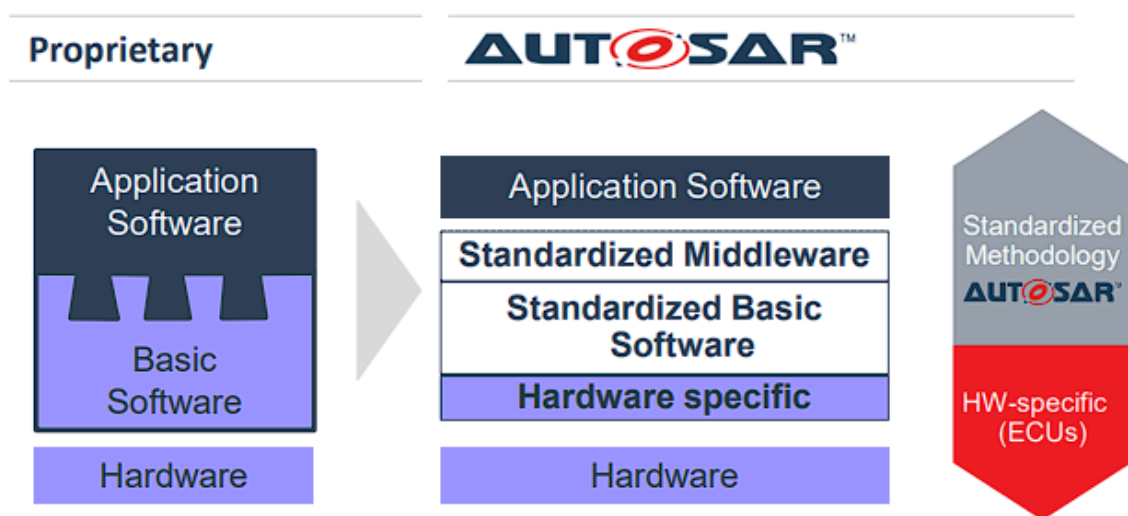 Proprietary
AUTOSAR™
Application
Software
Basic
Software
Hardware
Application Software
Standardized Middleware
Standardized Basic
Software
Hardware specific
Hardware
Standardized
Methodology
AUTOSAR™
HW-specific
(ECUs)